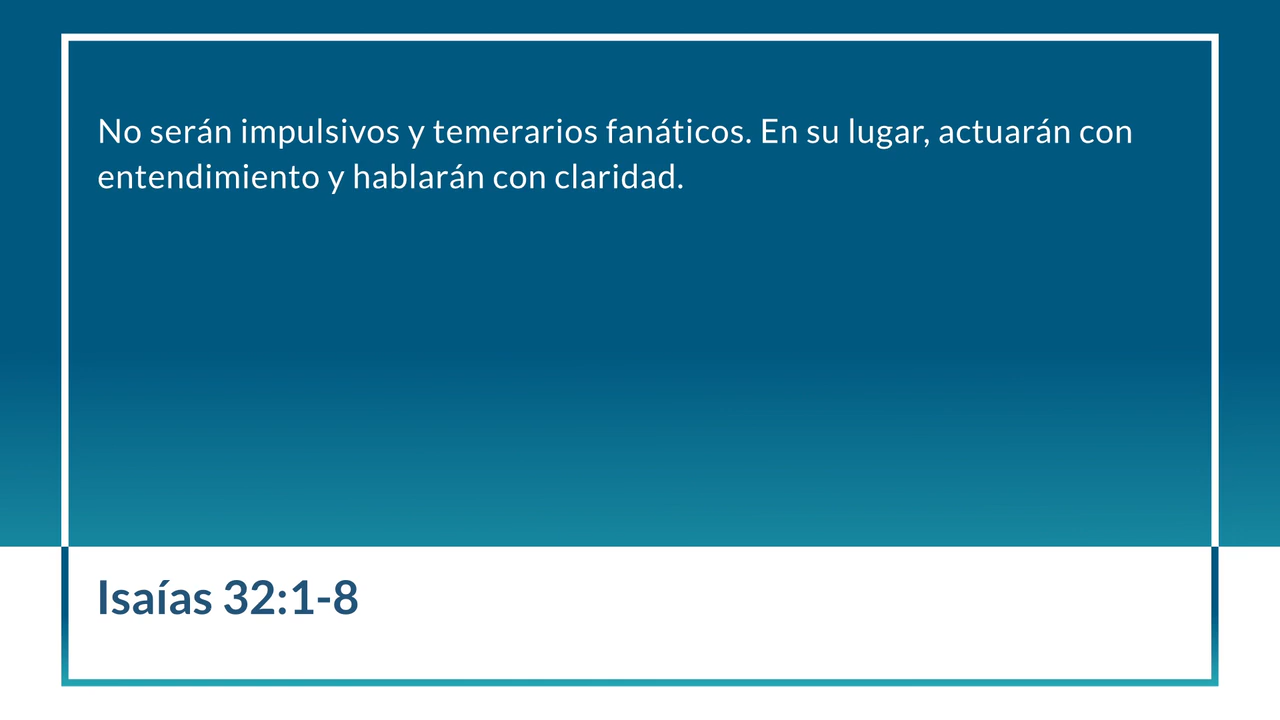 No serán impulsivos y temerarios fanáticos. En su lugar, actuarán con
entendimiento y hablarán con claridad.
Isaías 32:1-8